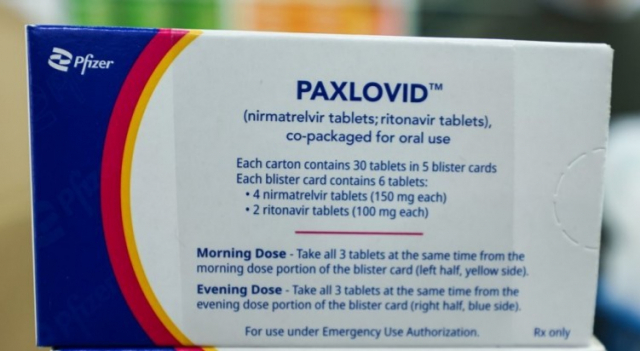 Pfizer
PAXLOVID™
(nirmatrelvir tablets; ritonavir tablets),
co-packaged for oral use
Each carton contains 30 tablets in 5 blister cards
Each blister card contains 6 tablets:
• 4 nirmatrelvir tablets (150 mg each)
• 2 ritonavir tablets (100 mg each)
Morning Dose - Take all 3 tablets at the same time from the
morning dose portion of the blister card (left half, yellow side).
Evening Dose - Take all 3 tablets at the same time from the
evening dose portion of the blister card (right half, blue side).
For use under Emergency Use Authorization. Rx only